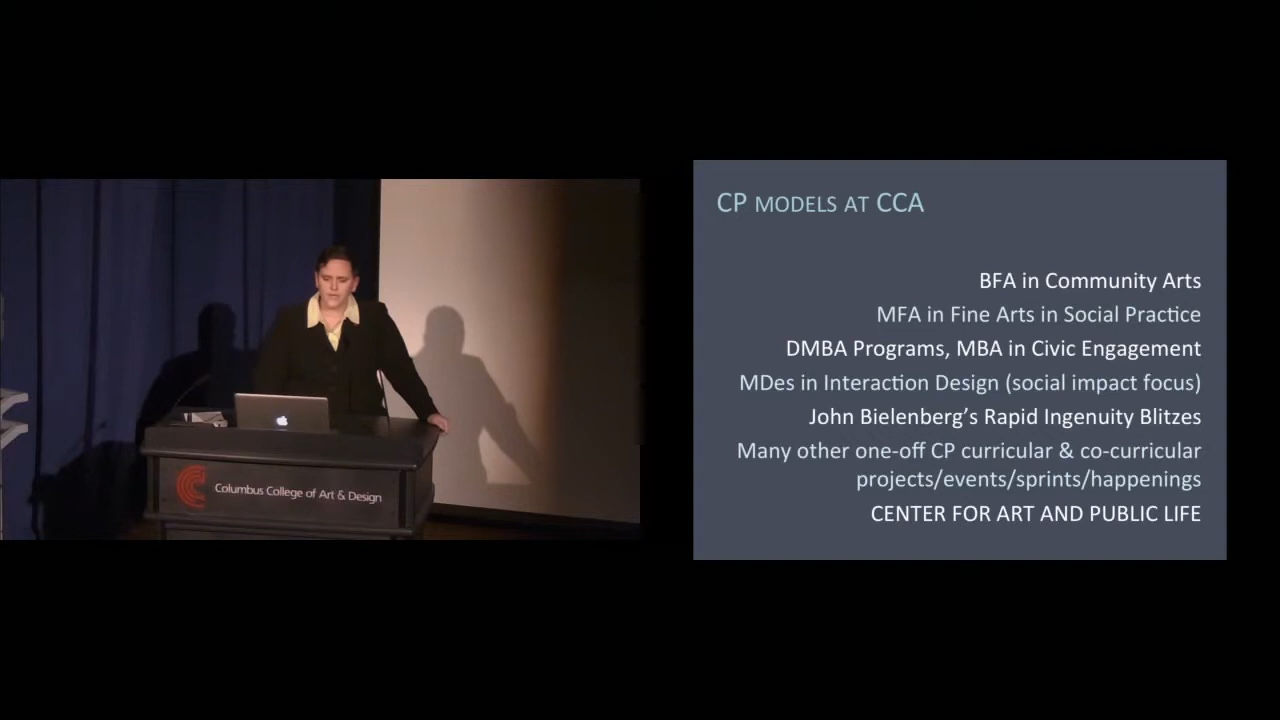 Columbus College of Art & Design
CP MODELS AT CCA
BFA in Community Arts
MFA in Fine Arts in Social Practice
DMBA Programs, MBA in Civic Engagement
MDes in Interaction Design (social impact focus)
John Bielenberg’s Rapid Ingenuity Blitzes
Many other one-off CP curricular & co-curricular
projects/events/sprints/happenings
CENTER FOR ART AND PUBLIC LIFE